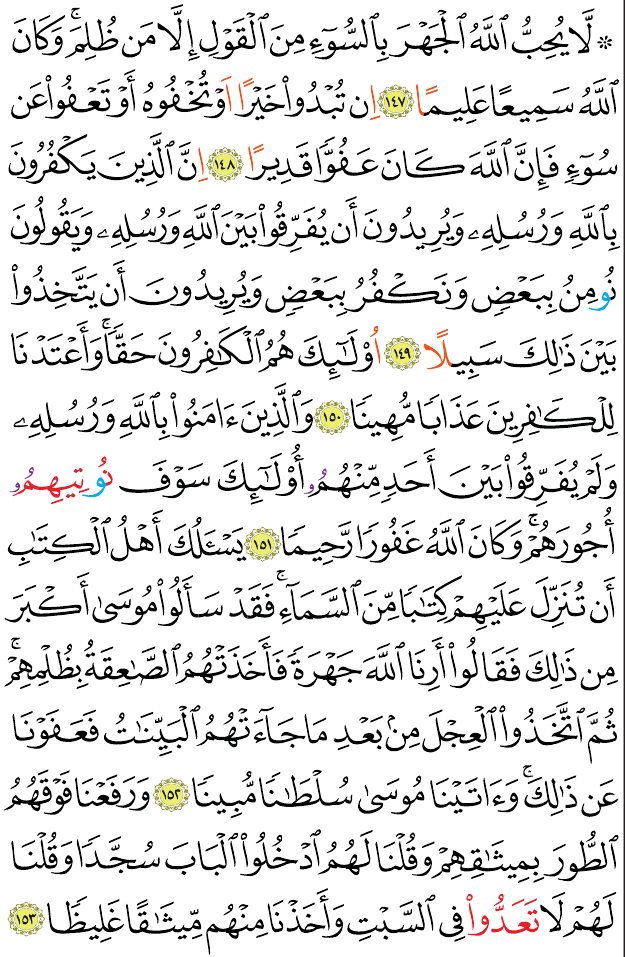 ۞ لَّا يُحِبُّ ٱللَّهُ ٱلْجَهْرَ بِٱلسُّوٓءِ مِنَ ٱلْقَوْلِ إِلَّا مَن ظُلِمَ ۚ وَكَانَ
ٱللَّهُ سَمِيعًا عَلِيمًا ١٤٧ اِن تُبْدُوا۟ خَيْرًا اَوْ تُخْفُوهُ أَوْ تَعْفُوا۟ عَن
سُوٓءٍ فَإِنَّ ٱللَّهَ كَانَ عَفُوًّا قَدِيرًا ١٤٨ اِنَّ ٱلَّذِينَ يَكْفُرُونَ
بِٱللَّهِ وَرُسُلِهِۦ وَيُرِيدُونَ أَن يُفَرِّقُوا۟ بَيْنَ ٱللَّهِ وَرُسُلِهِۦ وَيَقُولُونَ
نُومِنُ بِبَعْضٍ وَنَكْفُرُ بِبَعْضٍ وَيُرِيدُونَ أَن يَتَّخِذُوا۟
بَيْنَ ذَٰلِكَ سَبِيلًا ١٤٩ اُو۟لَٰٓئِكَ هُمُ ٱلْكَٰفِرُونَ حَقًّا ۚ وَأَعْتَدْنَا
لِلْكَٰفِرِينَ عَذَابًا مُّهِينًا ١٥٠ وَٱلَّذِينَ ءَامَنُوا۟ بِٱللَّهِ وَرُسُلِهِۦ
وَلَمْ يُفَرِّقُوا۟ بَيْنَ أَحَدٍ مِّنْهُمُۥ أُو۟لَٰٓئِكَ سَوْفَ نُوتِيهِمُۥ
أُجُورَهُمْ ۚ وَكَانَ ٱللَّهُ غَفُورًا رَّحِيمًا ١٥١ يَسْـَٔلُكَ أَهْلُ ٱلْكِتَٰبِ
أَن تُنَزِّلَ عَلَيْهِمْ كِتَٰبًا مِّنَ ٱلسَّمَآءِ ۚ فَقَدْ سَأَلُوا۟ مُوسَىٰٓ أَكْبَرَ
مِن ذَٰلِكَ فَقَالُوٓا۟ أَرِنَا ٱللَّهَ جَهْرَةً فَأَخَذَتْهُمُ ٱلصَّٰعِقَةُ بِظُلْمِهِمْ ۚ
ثُمَّ ٱتَّخَذُوا۟ ٱلْعِجْلَ مِنۢ بَعْدِ مَا جَآءَتْهُمُ ٱلْبَيِّنَٰتُ فَعَفَوْنَا
عَن ذَٰلِكَ ۚ وَءَاتَيْنَا مُوسَىٰ سُلْطَٰنًا مُّبِينًا ١٥٢ وَرَفَعْنَا فَوْقَهُمُ
ٱلطُّورَ بِمِيثَٰقِهِمْ وَقُلْنَا لَهُمُ ٱدْخُلُوا۟ ٱلْبَابَ سُجَّدًا وَقُلْنَا
لَهُمْ لَا تَعَدُّوا۟ فِى ٱلسَّبْتِ وَأَخَذْنَا مِنْهُم مِّيثَٰقًا غَلِيظًا ١٥٣